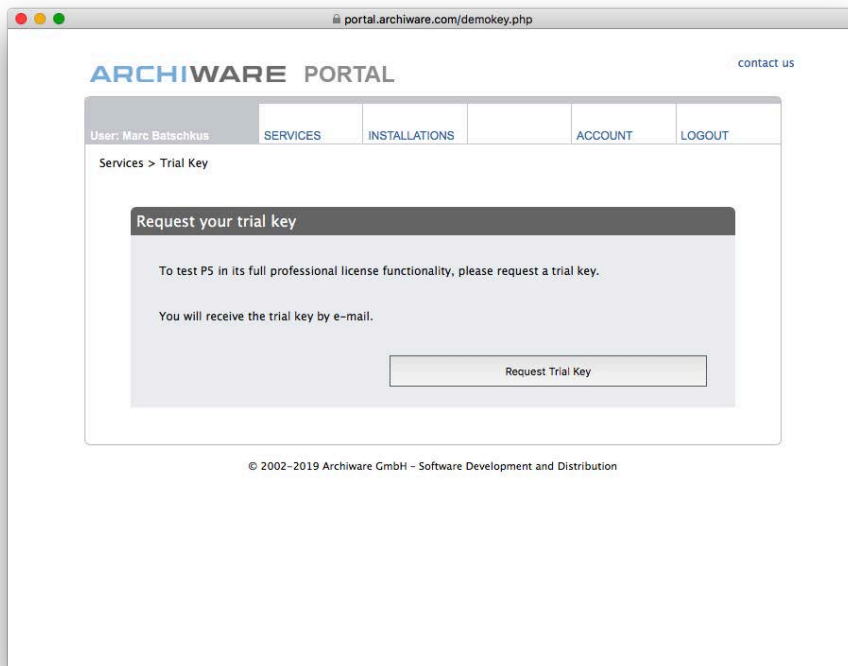 portal.archiware.com/demokey.php
contact us
ARCHIWARE PORTAL
User: Marc Batschkus
SERVICES
INSTALLATIONS
ACCOUNT
LOGOUT
Services > Trial Key
Request your trial key
To test P5 in its full professional license functionality, please request a trial key.
You will receive the trial key by e-mail.
Request Trial Key
© 2002-2019 Archiware GmbH - Software Development and Distribution